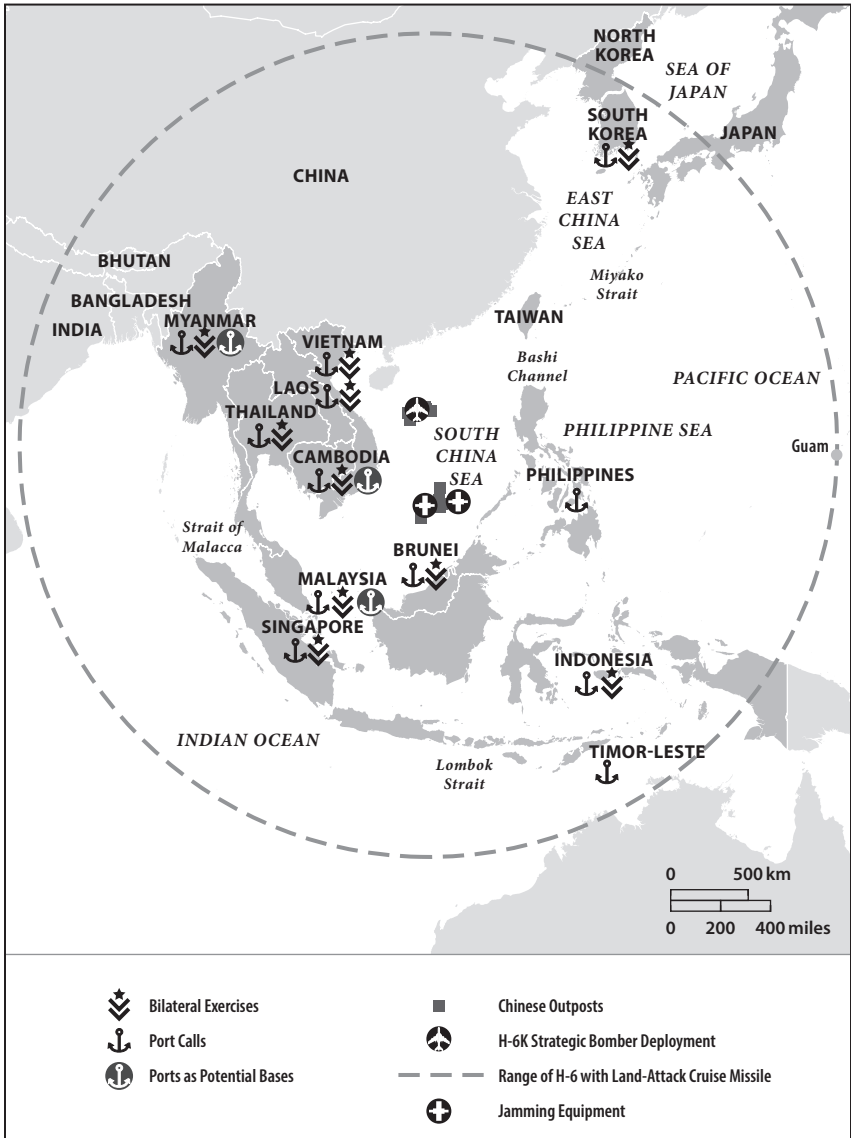 NORTH
KOREA
SEA OF
JAPAN
SOUTH
KOREA
JAPAN
CHINA
EAST
CHINA
SEA
BHUTAN
Miyako
Strait
BANGLADESH
INDIA
MYANMAR
TAIWAN
VIETNAM
Bashi
Channel
LAOS
PACIFIC OCEAN
THAILAND
SOUTH
CHINA
SEA
PHILIPPINE SEA
Guam
CAMBODIA
PHILIPPINES
Strait of
Malacca
BRUNEI
MALAYSIA
SINGAPORE
INDONESIA
INDIAN OCEAN
TIMOR-LESTE
Lombok
Strait
0 500 km
0 200 400 miles
Bilateral Exercises
Port Calls
Ports as Potential Bases
Chinese Outposts
H-6K Strategic Bomber Deployment
Range of H-6 with Land-Attack Cruise Missile
Jamming Equipment